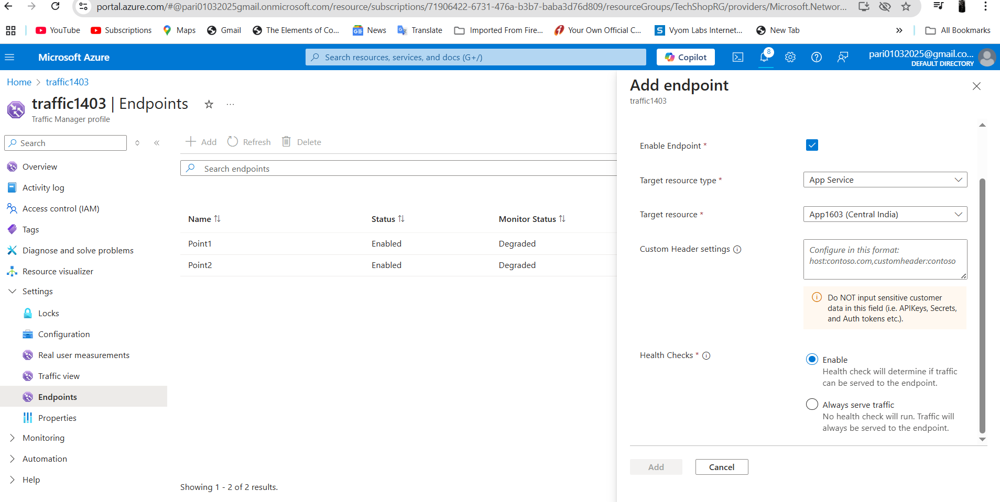 portal.azure.com/#@pari01032025gmail.onmicrosoft.com/resource/subscriptions/71906422-6731-476a-b3b7-baba3d76d809/resourceGroups/TechShopRG/providers/Microsoft.Networ...
YouTube Subscriptions Maps Gmail The Elements of Co... News Translate Imported From Fire... Your Own Official C... Vyom Labs Internet... New Tab » All Bookmarks
Microsoft Azure
Search resources, services, and docs (G+/)
Copilot
8
pari01032025@gmail.co...
DEFAULT DIRECTORY
Home > traffic1403
traffic1403 | Endpoints ...
Traffic Manager profile
Search
Overview
Activity log
Access control (IAM)
Tags
Diagnose and solve problems
Resource visualizer
Settings
Locks
Configuration
Real user measurements
Traffic view
Endpoints
Properties
Monitoring
Automation
Help
Add Refresh Delete
Search endpoints
Name Status Monitor Status
Point1 Enabled Degraded
Point2 Enabled Degraded
Showing 1 - 2 of 2 results.
Add endpoint
traffic1403
Enable Endpoint *
Target resource type * App Service
Target resource * App1603 (Central India)
Custom Header settings
Configure in this format:
host:contoso.com,customheader:contoso
Do NOT input sensitive customer
data in this field (i.e. APIKeys, Secrets,
and Auth tokens etc.).
Health Checks *
Enable
Health check will determine if traffic
can be served to the endpoint.
Always serve traffic
No health check will run. Traffic will
always be served to the endpoint.
Add Cancel